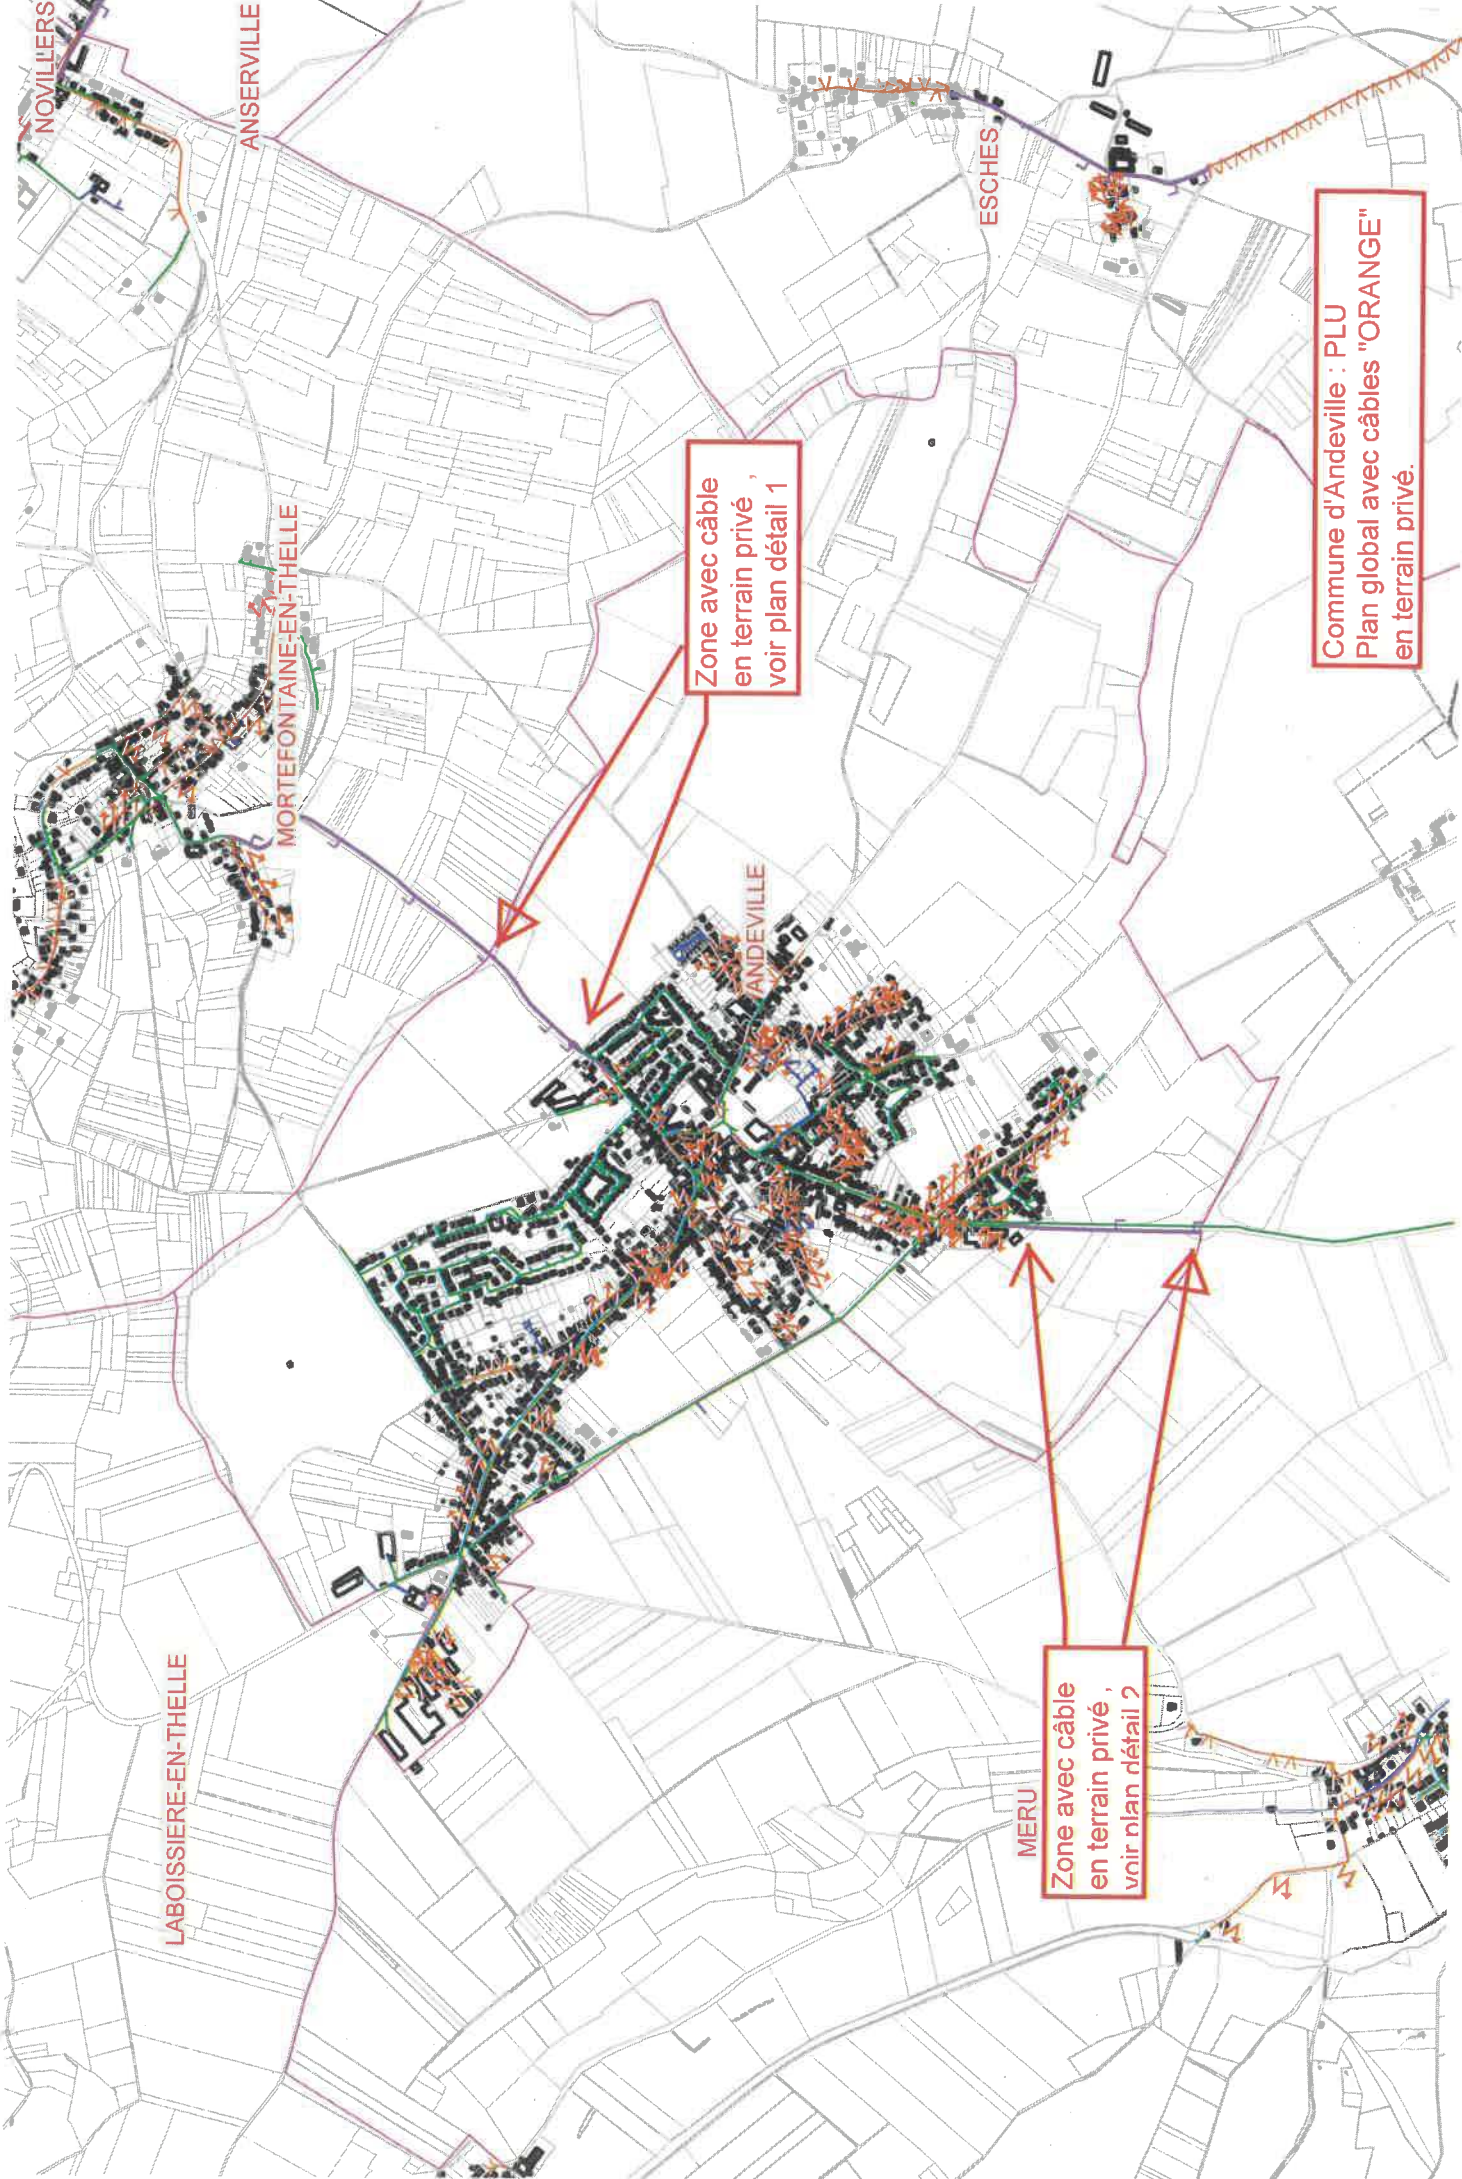 LABOISSIERE-EN-THELLE
MORTEFONTAINE-EN-THELLE
NOVILLERS
ANSERVILLE
ANDEVILLE
ESCHES
MERU
Zone avec câble
en terrain privé ,
voir plan détail 1
Zone avec câble
en terrain privé ,
voir plan détail 2
Commune d'Andeville : PLU
Plan global avec câbles "ORANGE"
en terrain privé.